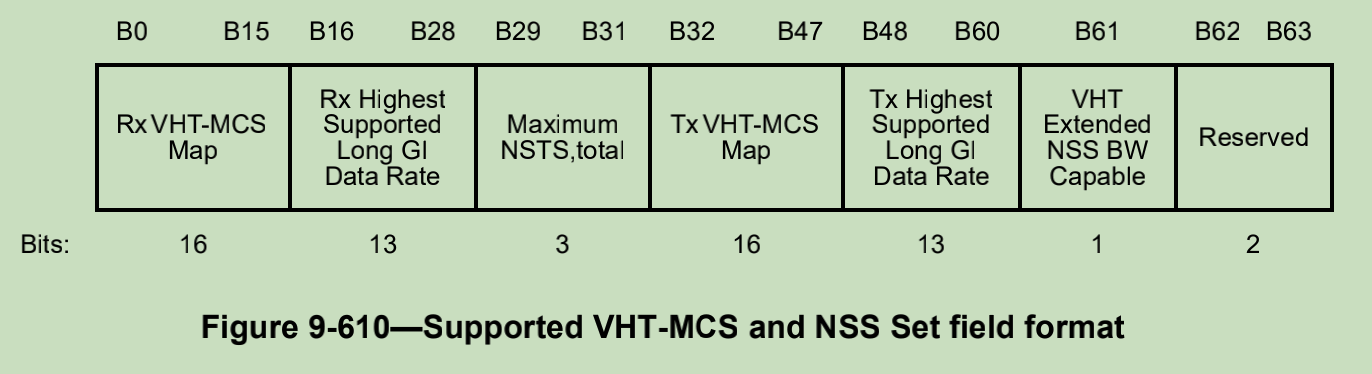 B0 B15 B16 B28 B29 B31 B32 B47 B48 B60 B61 B62 B63
Rx VHT-MCS
Map
Rx Highest
Supported
Long GI
Data Rate
Maximum
NSTS,total
Tx VHT-MCS
Map
Tx Highest
Supported
Long GI
Data Rate
VHT
Extended
NSS BW
Capable
Reserved
Bits: 16 13 3 16 13 1 2
Figure 9-610—Supported VHT-MCS and NSS Set field format